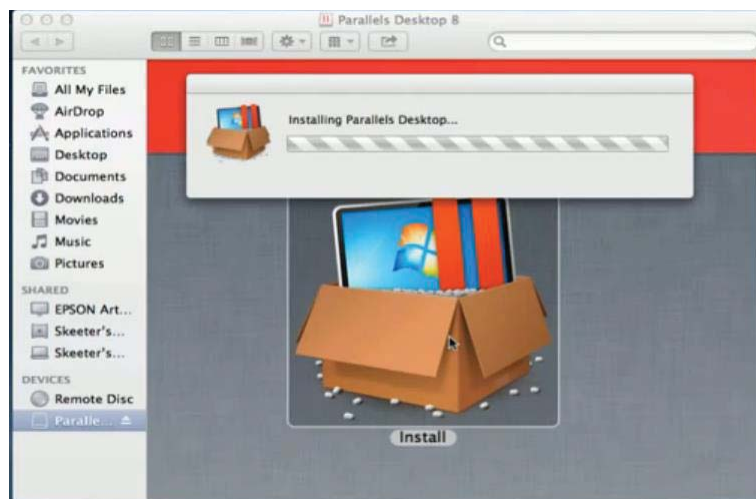 Parallels Desktop 8
FAVORITES
All My Files
AirDrop
Applications
Desktop
Documents
Downloads
Movies
Music
Pictures
SHARED
EPSON Art...
Skeeter's...
Skeeter's...
DEVICES
Remote Disc
Paralle...
Installing Parallels Desktop...
Install